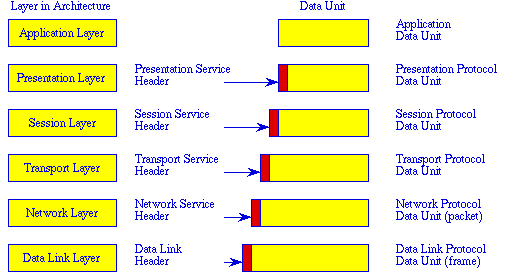 Layer in Architecture
Data Unit
Application Layer
Application
Data Unit
Presentation Layer
Presentation Service
Header
Presentation Protocol
Data Unit
Session Layer
Session Service
Header
Session Protocol
Data Unit
Transport Layer
Transport Service
Header
Transport Protocol
Data Unit
Network Layer
Network Service
Header
Network Protocol
Data Unit (packet)
Data Link Layer
Data Link
Header
Data Link Protocol
Data Unit (frame)